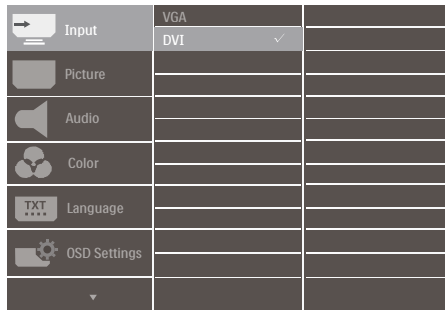 Input
VGA
DVI
Picture
Audio
Color
TXT
Language
OSD Settings